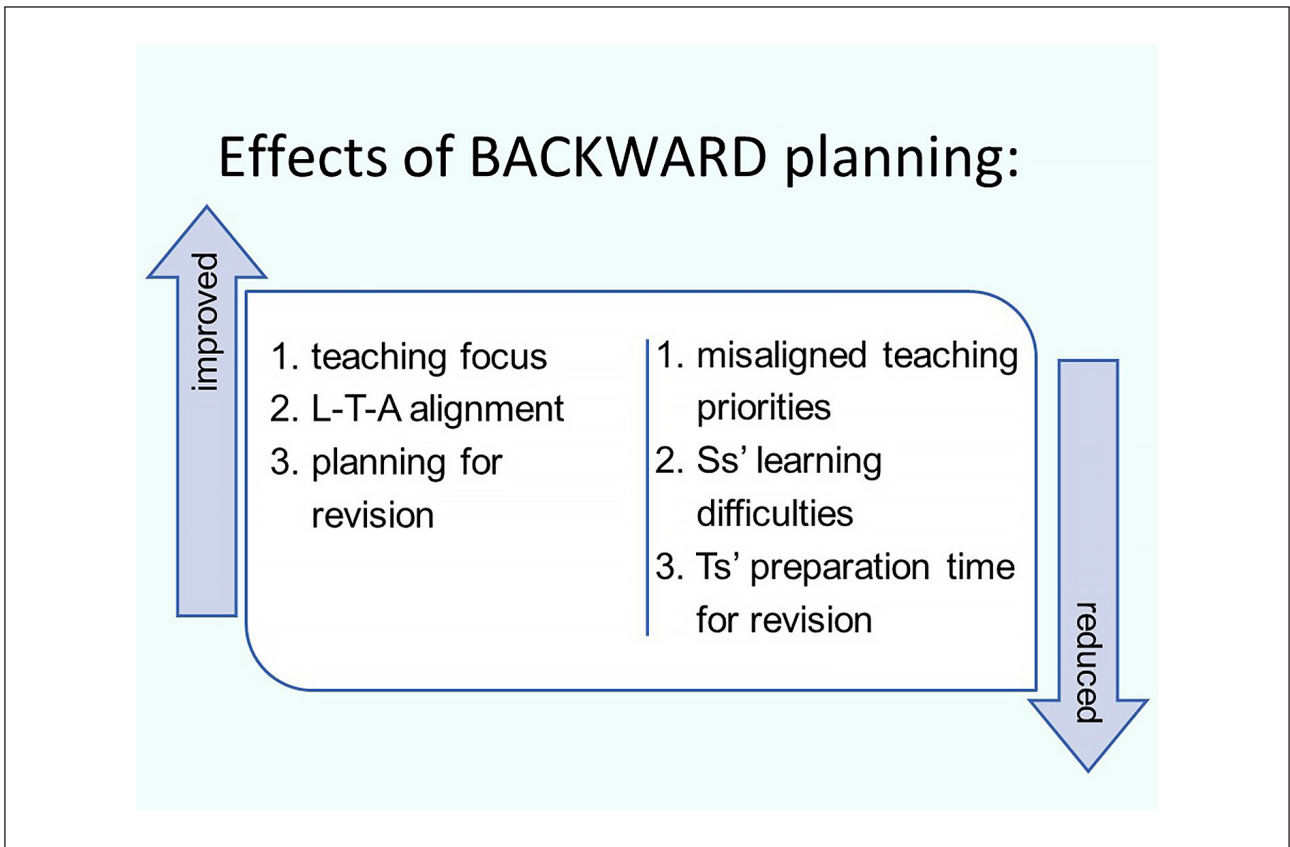 Effects of BACKWARD planning:
improved
1. teaching focus
2. L-T-A alignment
3. planning for
revision
1. misaligned teaching
priorities
2. Ss’ learning
difficulties
3. Ts’ preparation time
for revision
reduced